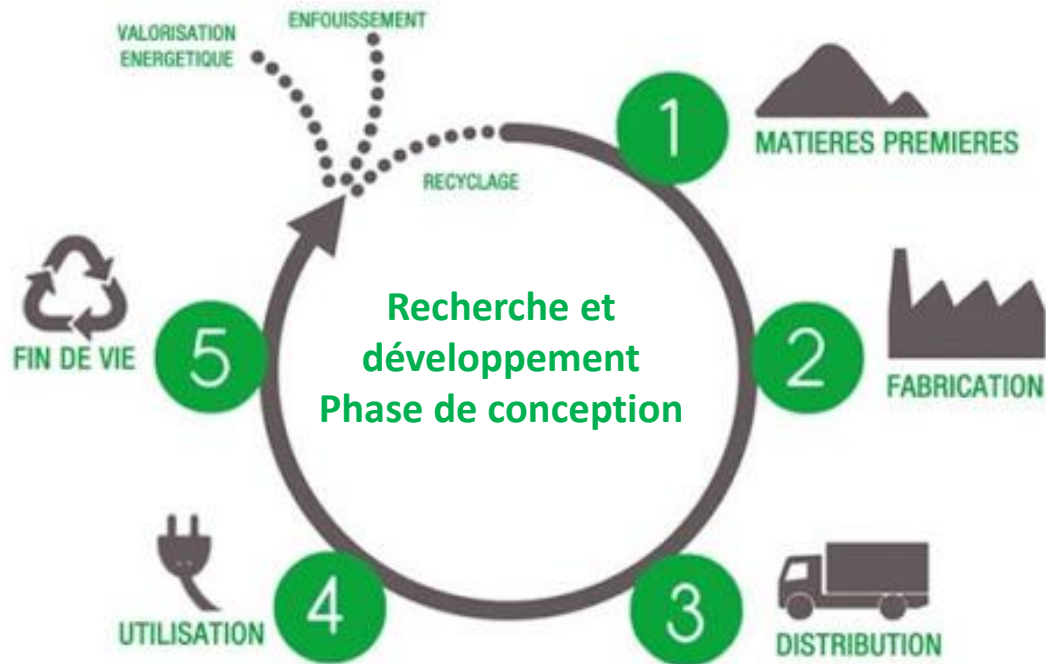 VALORISATION
ENERGETIQUE
ENFOUISSEMENT
RECYCLAGE
1
MATIERES PREMIERES
2
FABRICATION
3
DISTRIBUTION
4
UTILISATION
5
FIN DE VIE
Recherche et
développement
Phase de conception